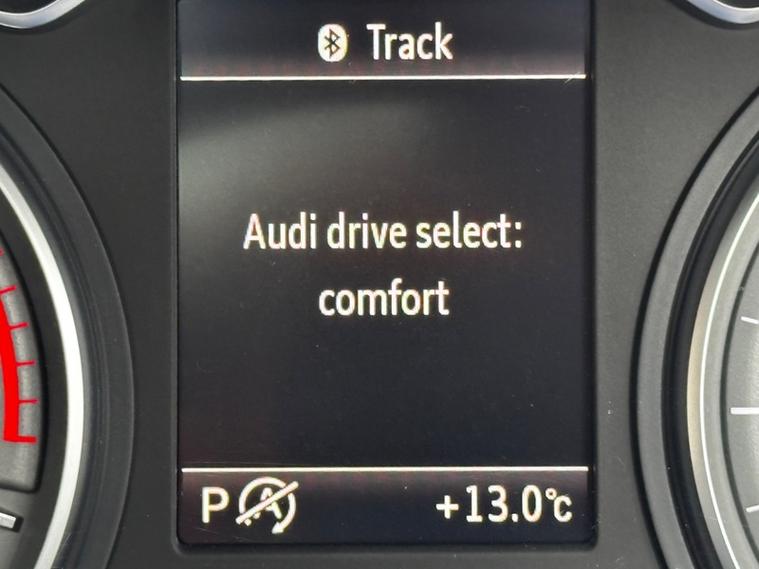 Track
Audi drive select:
comfort
P A +13.0°C